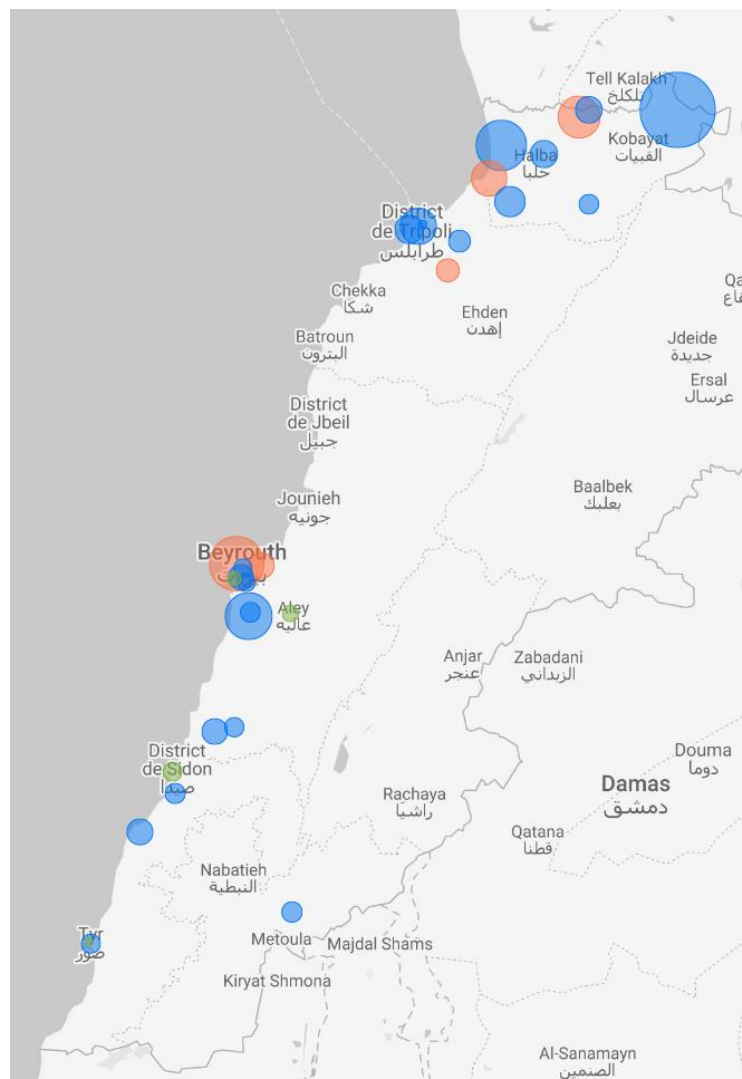 Tell Kalakh
تلكلخ
Kobayat
القبيات
Halba
حلبا
District
de Tripoli
طرابلس
Chekka
شكا
Ehden
إهدن
Batroun
البترون
Jdeide
جديدة
Ersal
عرسال
District
de Jbeil
جبيل
Baalbek
بعلبك
Jounieh
جونيه
Beyrouth
بيروت
Aley
عاليه
Anjar
عنجر
Zabadani
الزبداني
District
de Sidon
صيدا
Douma
دوما
Damas
دمشق
Rachaya
راشيا
Qatana
قطنا
Nabatieh
النبطية
Tyr
صور
Metoula
Majdal Shams
Kiryat Shmona
Al-Sanamayn
الصنمين